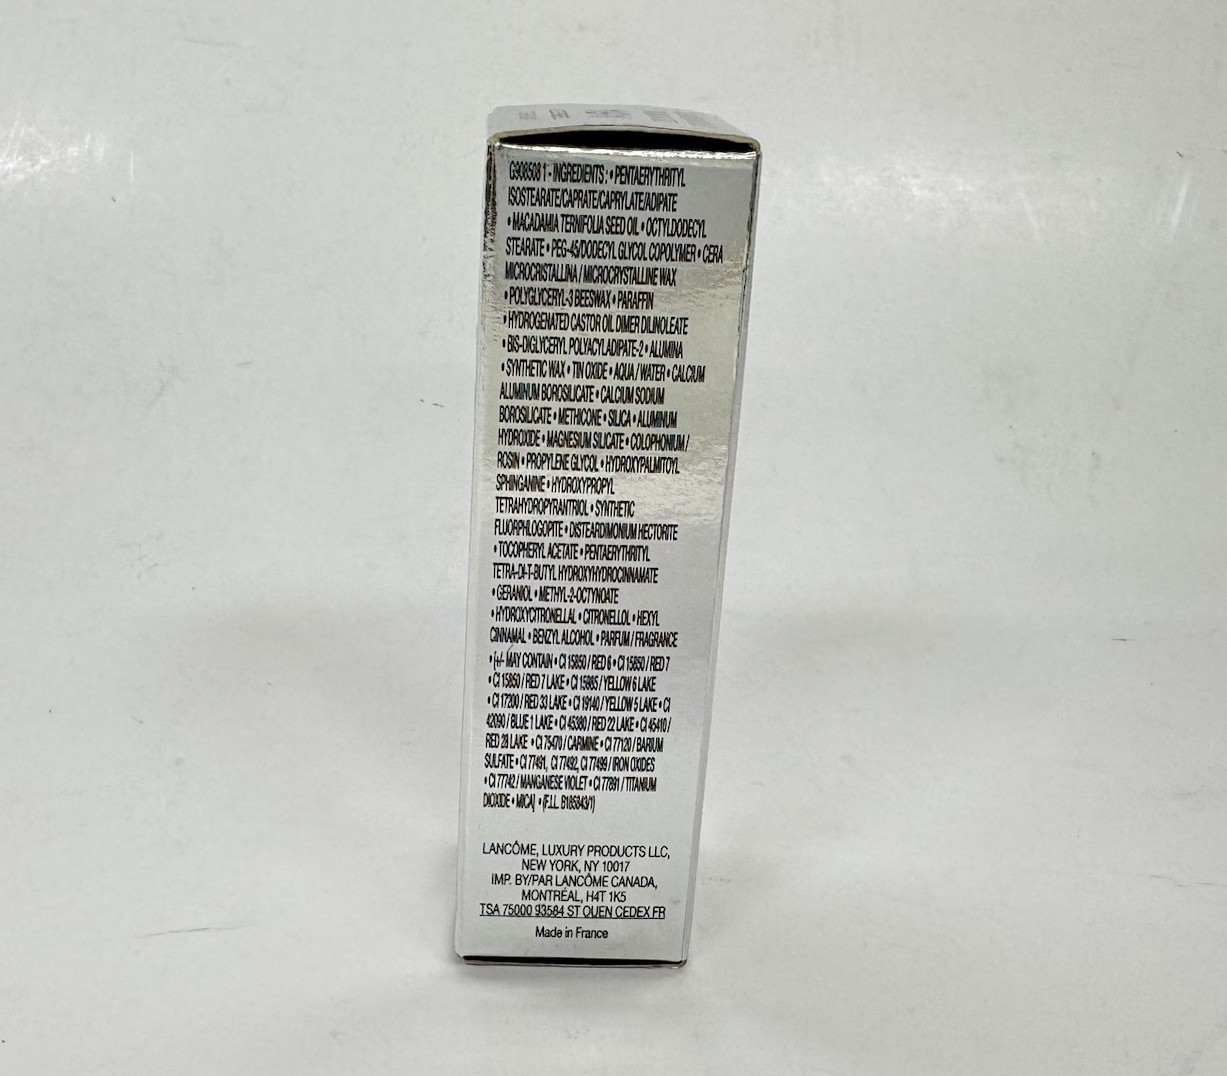 G908508 1 - INGREDIENTS : • PENTAERYTHRITYL
ISOSTEARATE/CAPRATE/CAPRYLATE/ADIPATE
• MACADAMIA TERNIFOLIA SEED OIL • OCTYLDODECYL
STEARATE • PEG-45/DODECYL GLYCOL COPOLYMER • CERA
MICROCRISTALLINA / MICROCRYSTALLINE WAX
• POLYGLYCERYL-3 BEESWAX • PARAFFIN
• HYDROGENATED CASTOR OIL DIMER DILINOLEATE
• BIS-DIGLYCERYL POLYACYLADIPATE-2 • ALUMINA
• SYNTHETIC WAX • TIN OXIDE • AQUA / WATER • CALCIUM
ALUMINUM BOROSILICATE • CALCIUM SODIUM
BOROSILICATE • METHICONE • SILICA • ALUMINUM
HYDROXIDE • MAGNESIUM SILICATE • COLOPHONIUM /
ROSIN • PROPYLENE GLYCOL • HYDROXYPALMITOYL
SPHINGANINE • HYDROXYPROPYL
TETRAHYDROPYRANTRIOL • SYNTHETIC
FLUORPHLOGOPITE • DISTEARDIMONIUM HECTORITE
• TOCOPHERYL ACETATE • PENTAERYTHRITYL
TETRA-DI-T-BUTYL HYDROXYHYDROCINNAMATE
• GERANIOL • METHYL-2-OCTYNOATE
• HYDROXYCITRONELLAL • CITRONELLOL • HEXYL
CINNAMAL • BENZYL ALCOHOL • PARFUM / FRAGRANCE
• [+/- MAY CONTAIN • CI 15850 / RED 6 • CI 15850 / RED 7
• CI 15850 / RED 7 LAKE • CI 15985 / YELLOW 6 LAKE
• CI 17200 / RED 33 LAKE • CI 19140 / YELLOW 5 LAKE • CI
42090 / BLUE 1 LAKE • CI 45380 / RED 22 LAKE • CI 45410 /
RED 28 LAKE • CI 75470 / CARMINE • CI 77120 / BARIUM
SULFATE • CI 77491, CI 77492, CI 77499 / IRON OXIDES
• CI 77742 / MANGANESE VIOLET • CI 77891 / TITANIUM
DIOXIDE • MICA] • (F.I.L. B185343/1)
LANCÔME, LUXURY PRODUCTS LLC,
NEW YORK, NY 10017
IMP. BY/PAR LANCÔME CANADA,
MONTRÉAL, H4T 1K5
TSA 75000 93584 ST OUEN CEDEX FR
Made in France